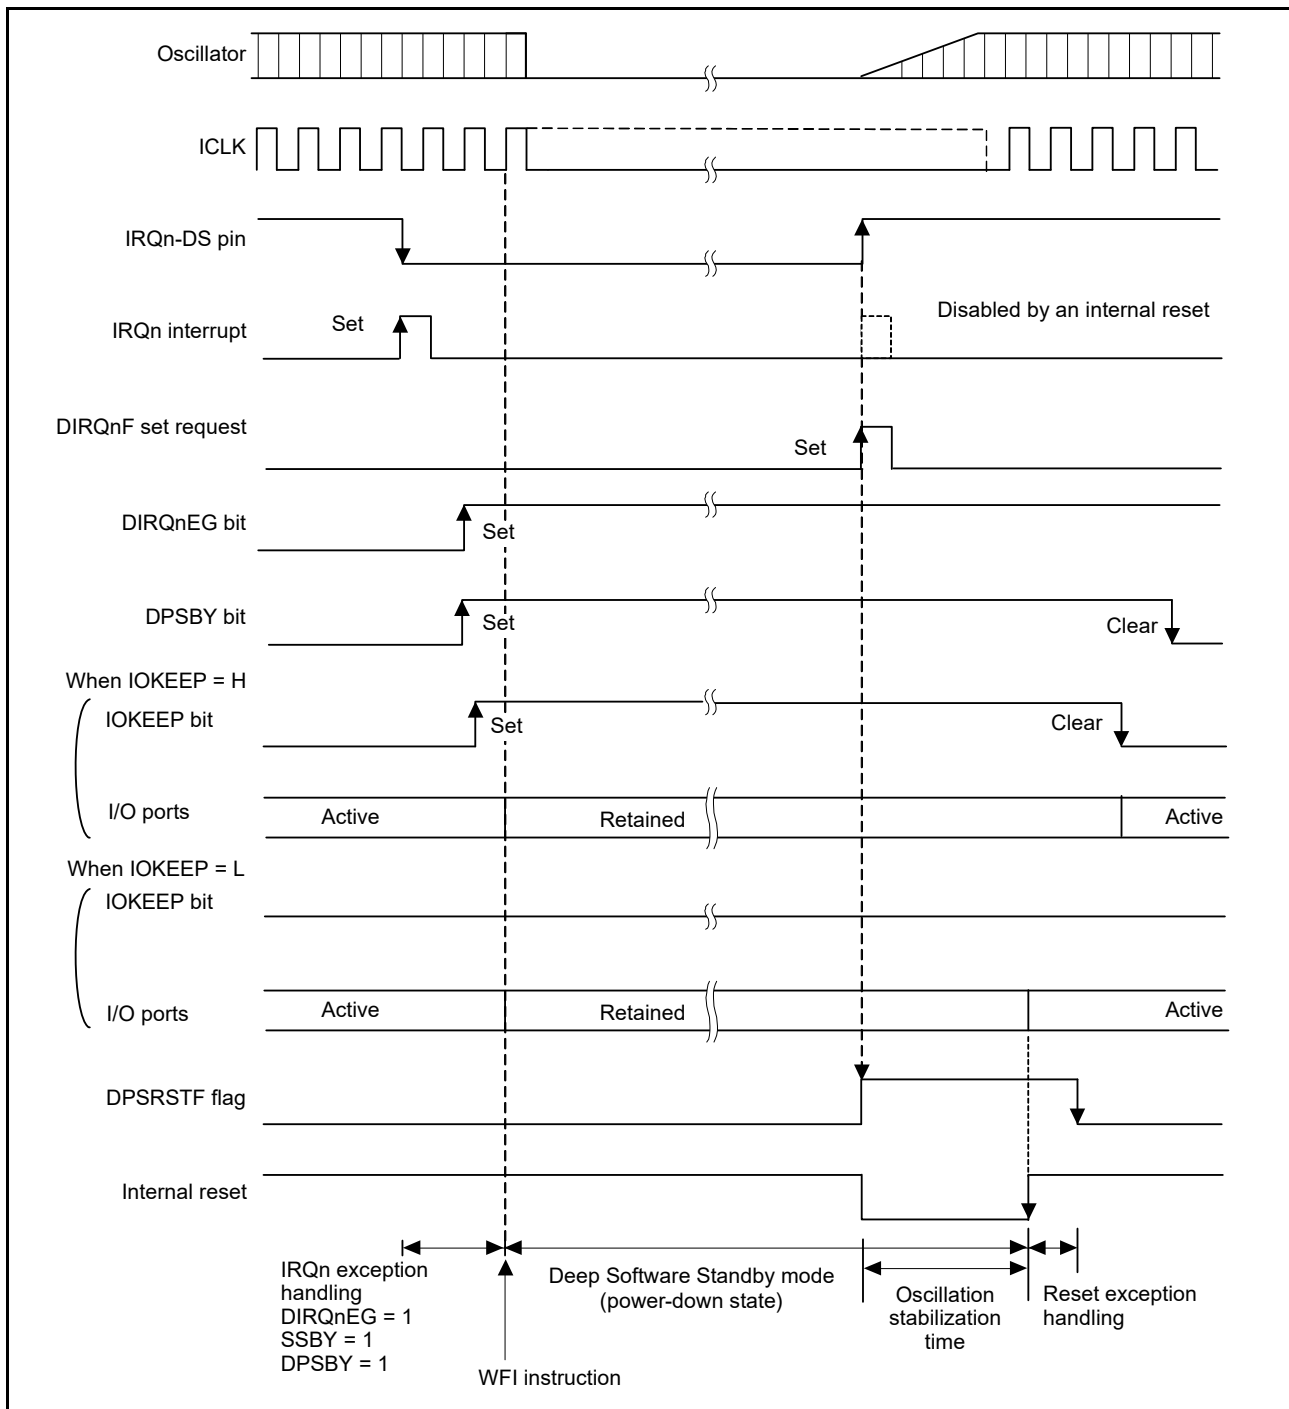 Oscillator
ICLK
IRQn-DS pin
IRQn interrupt
Set
Disabled by an internal reset
DIRQnF set request
Set
DIRQnEG bit
Set
DPSBY bit
Set
Clear
When IOKEEP = H
IOKEEP bit
Set
Clear
I/O ports
Active
Retained
Active
When IOKEEP = L
IOKEEP bit
I/O ports
Active
Retained
Active
DPSRSTF flag
Internal reset
IRQn exception
handling
DIRQnEG = 1
SSBY = 1
DPSBY = 1
WFI instruction
Deep Software Standby mode
(power-down state)
Oscillation
stabilization
time
Reset exception
handling